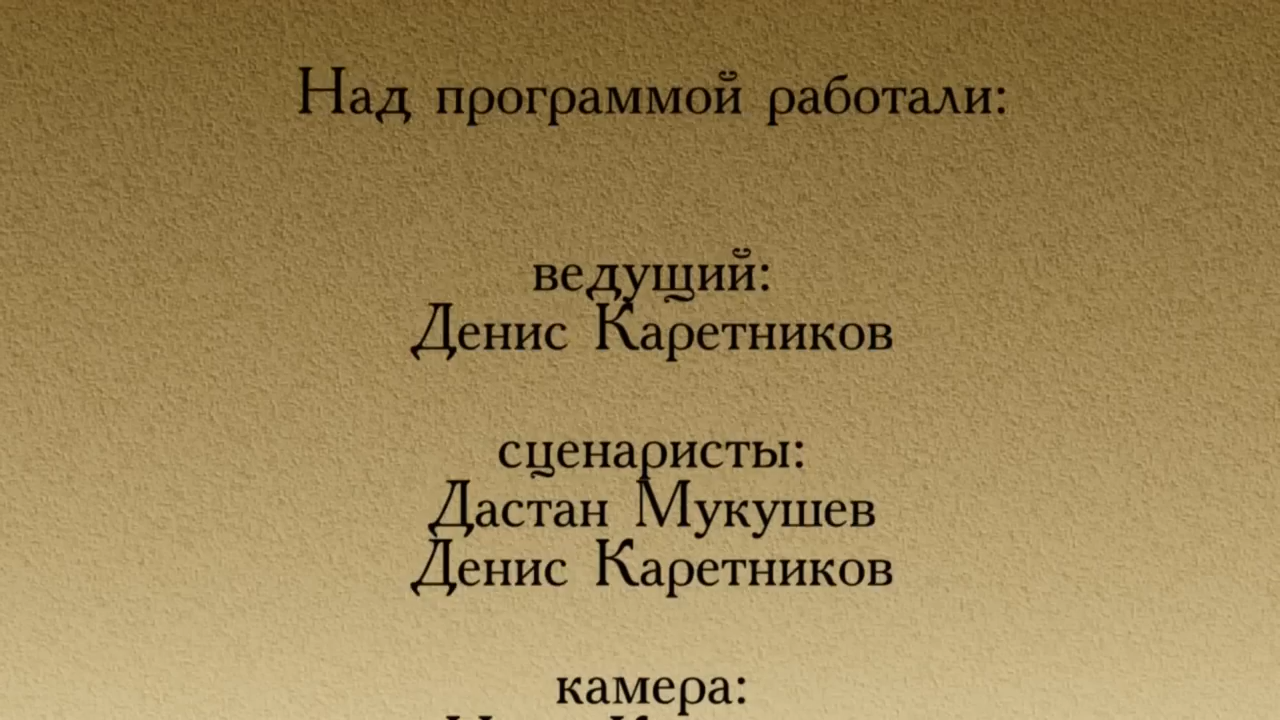 Над программой работали:
ведущий:
Денис Каретников
сценаристы:
Дастан Мукушев
Денис Каретников
камера: